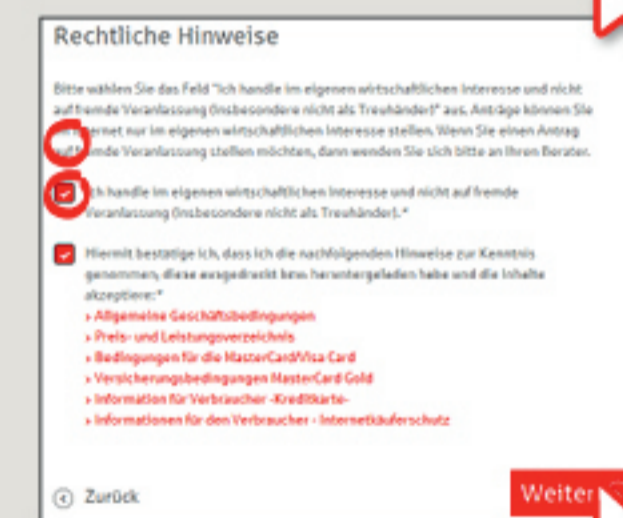 Rechtliche Hinweise
Bitte wählen Sie das Feld "Ich handle im eigenen wirtschaftlichen Interesse und nicht
auf fremde Veranlassung (insbesondere nicht als Treuhänder)" aus. Anträge können Sie
Internet nur im eigenen wirtschaftlichen Interesse stellen. Wenn Sie einen Antrag
auf fremde Veranlassung stellen möchten, dann wenden Sie sich bitte an Ihren Berater.
Ich handle im eigenen wirtschaftlichen Interesse und nicht auf fremde
Veranlassung (insbesondere nicht als Treuhänder).*
Hiermit bestätige ich, dass ich die nachfolgenden Hinweise zur Kenntnis
genommen, diese ausgedruckt bzw. heruntergeladen habe und die Inhalte
akzeptiere:*
› Allgemeine Geschäftsbedingungen
› Preis- und Leistungsverzeichnis
› Bedingungen für die MasterCard/Visa Card
› Versicherungsbedingungen MasterCard Gold
› Information für Verbraucher -Kreditkarte-
› Informationen für den Verbraucher - Internetkäuferschutz
Zurück
Weiter